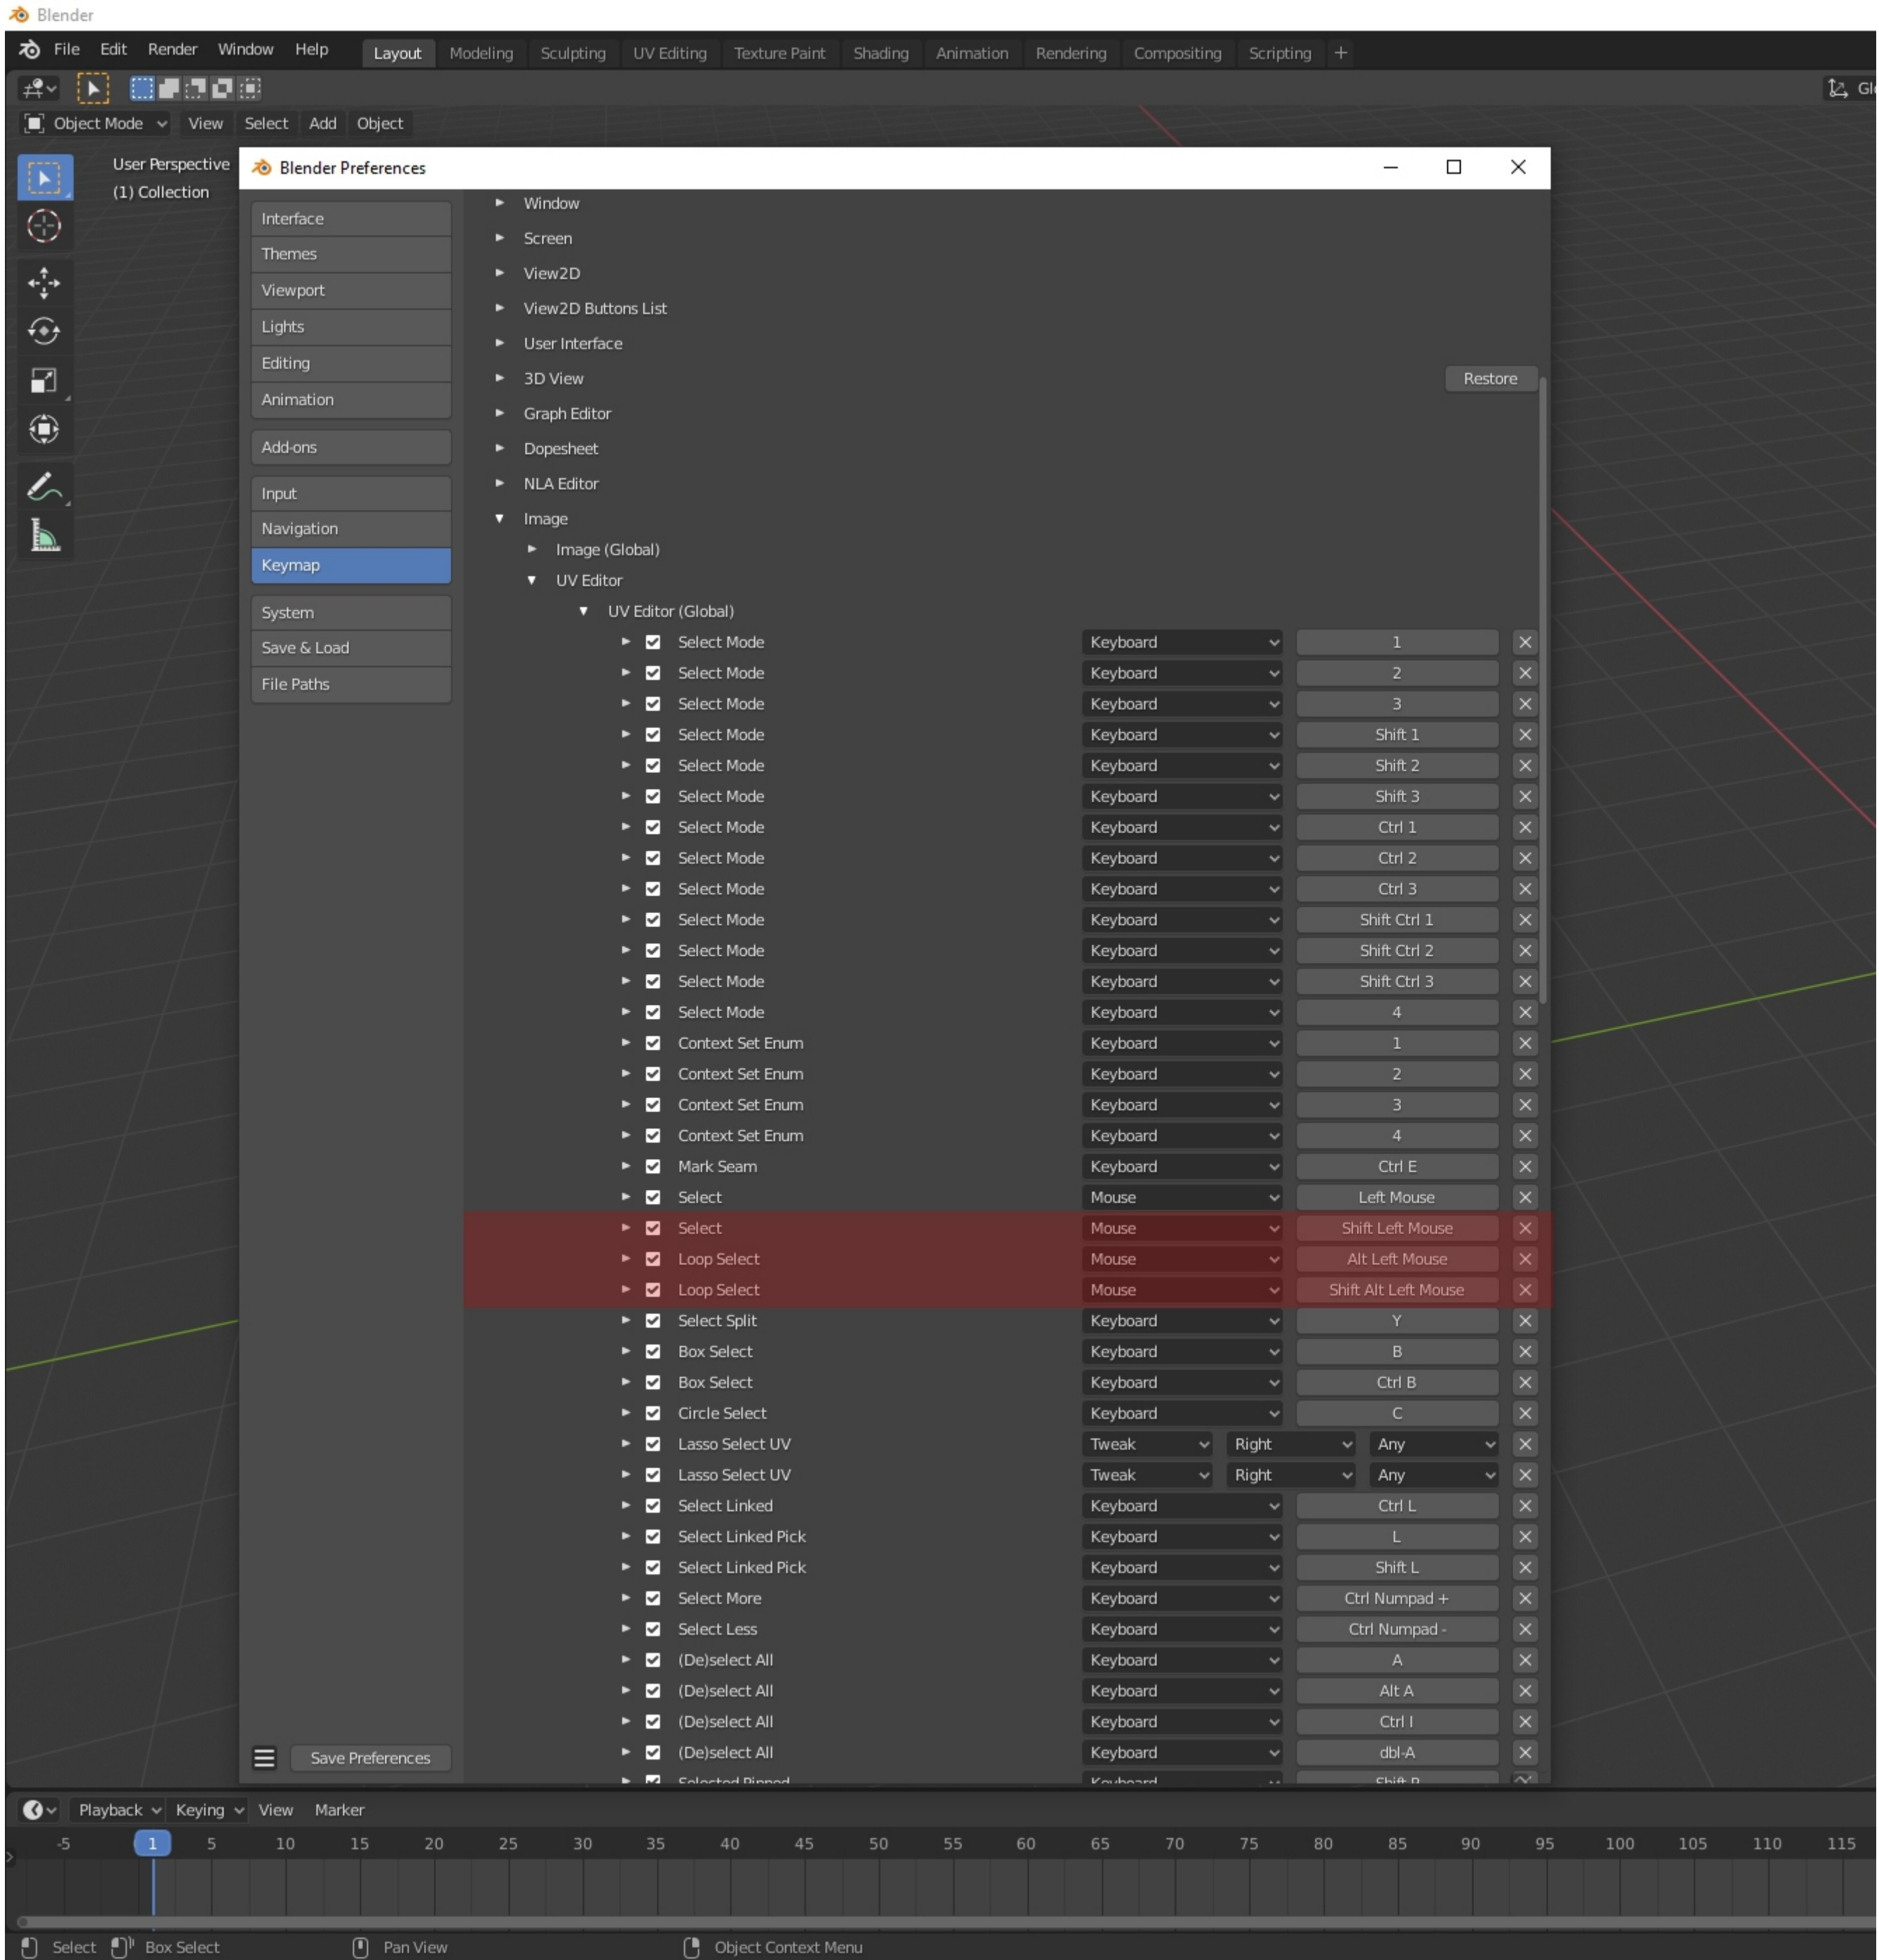 Blender
File Edit Render Window Help Layout Modeling Sculpting UV Editing Texture Paint Shading Animation Rendering Compositing Scripting +
Object Mode View Select Add Object
User Perspective
(1) Collection
Blender Preferences
Interface
Themes
Viewport
Lights
Editing
Animation
Add-ons
Input
Navigation
Keymap
System
Save & Load
File Paths
Save Preferences
Window
Screen
View2D
View2D Buttons List
User Interface
3D View Restore
Graph Editor
Dopesheet
NLA Editor
Image
Image (Global)
UV Editor
UV Editor (Global)
Select Mode Keyboard 1
Select Mode Keyboard 2
Select Mode Keyboard 3
Select Mode Keyboard Shift 1
Select Mode Keyboard Shift 2
Select Mode Keyboard Shift 3
Select Mode Keyboard Ctrl 1
Select Mode Keyboard Ctrl 2
Select Mode Keyboard Ctrl 3
Select Mode Keyboard Shift Ctrl 1
Select Mode Keyboard Shift Ctrl 2
Select Mode Keyboard Shift Ctrl 3
Select Mode Keyboard 4
Context Set Enum Keyboard 1
Context Set Enum Keyboard 2
Context Set Enum Keyboard 3
Context Set Enum Keyboard 4
Mark Seam Keyboard Ctrl E
Select Mouse Left Mouse
Select Mouse Shift Left Mouse
Loop Select Mouse Alt Left Mouse
Loop Select Mouse Shift Alt Left Mouse
Select Split Keyboard Y
Box Select Keyboard B
Box Select Keyboard Ctrl B
Circle Select Keyboard C
Lasso Select UV Tweak Right Any
Lasso Select UV Tweak Right Any
Select Linked Keyboard Ctrl L
Select Linked Pick Keyboard L
Select Linked Pick Keyboard Shift L
Select More Keyboard Ctrl Numpad +
Select Less Keyboard Ctrl Numpad -
(De)select All Keyboard A
(De)select All Keyboard Alt A
(De)select All Keyboard Ctrl I
(De)select All Keyboard dbl-A
Selected Pinned Keyboard Shift P
Playback Keying View Marker
-5 1 5 10 15 20 25 30 35 40 45 50 55 60 65 70 75 80 85 90 95 100 105 110 115
Select Box Select Pan View Object Context Menu